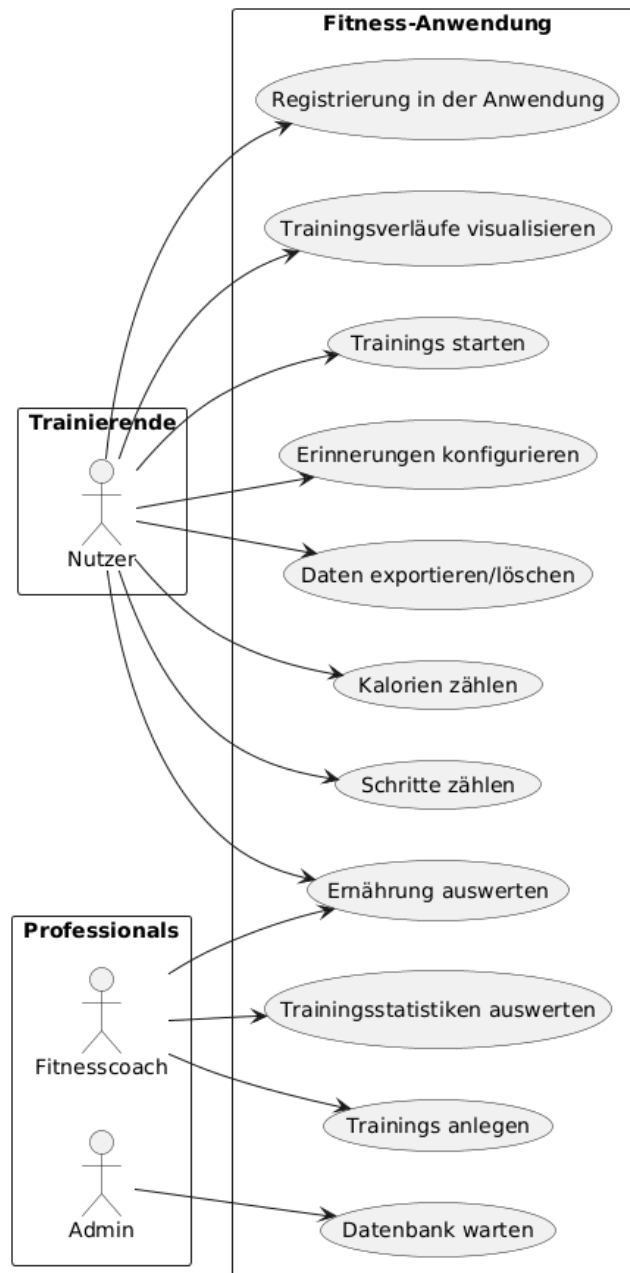 Fitness-Anwendung
Registrierung in der Anwendung
Trainingsverläufe visualisieren
Trainings starten
Trainierende
Erinnerungen konfigurieren
Nutzer
Daten exportieren/löschen
Kalorien zählen
Schritte zählen
Ernährung auswerten
Professionals
Trainingsstatistiken auswerten
Fitnesscoach
Trainings anlegen
Admin
Datenbank warten